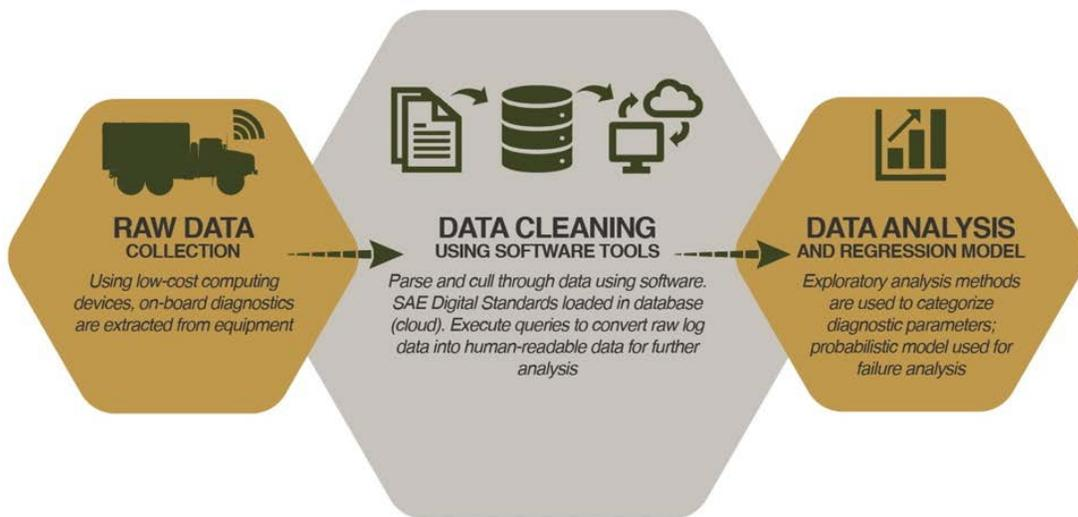 RAW DATA
COLLECTION
Using low-cost computing
devices, on-board diagnostics
are extracted from equipment
DATA CLEANING
USING SOFTWARE TOOLS
Parse and cull through data using software.
SAE Digital Standards loaded in database
(cloud). Execute queries to convert raw log
data into human-readable data for further
analysis
DATA ANALYSIS
AND REGRESSION MODEL
Exploratory analysis methods
are used to categorize
diagnostic parameters;
probabilistic model used for
failure analysis